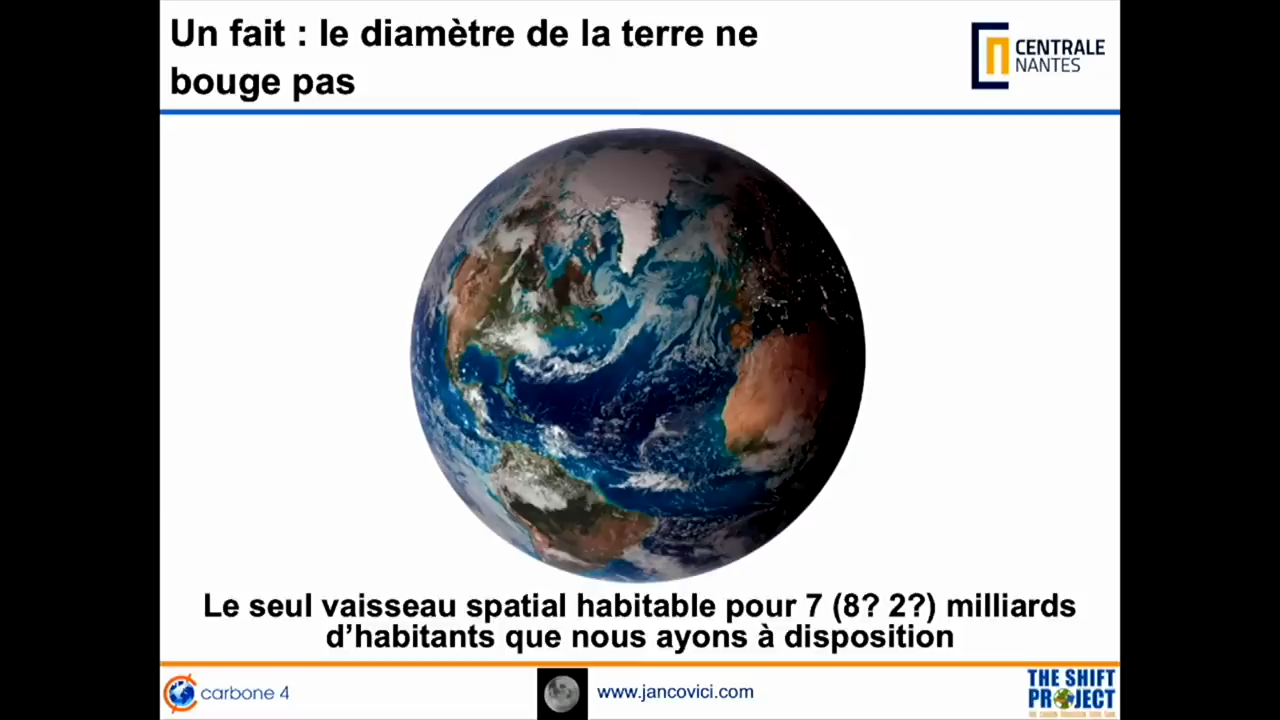 Un fait : le diamètre de la terre ne
bouge pas
CENTRALE
NANTES
Le seul vaisseau spatial habitable pour 7 (8? 2?) milliards
d’habitants que nous ayons à disposition
carbone 4
www.jancovici.com
THE SHIFT
PROJECT